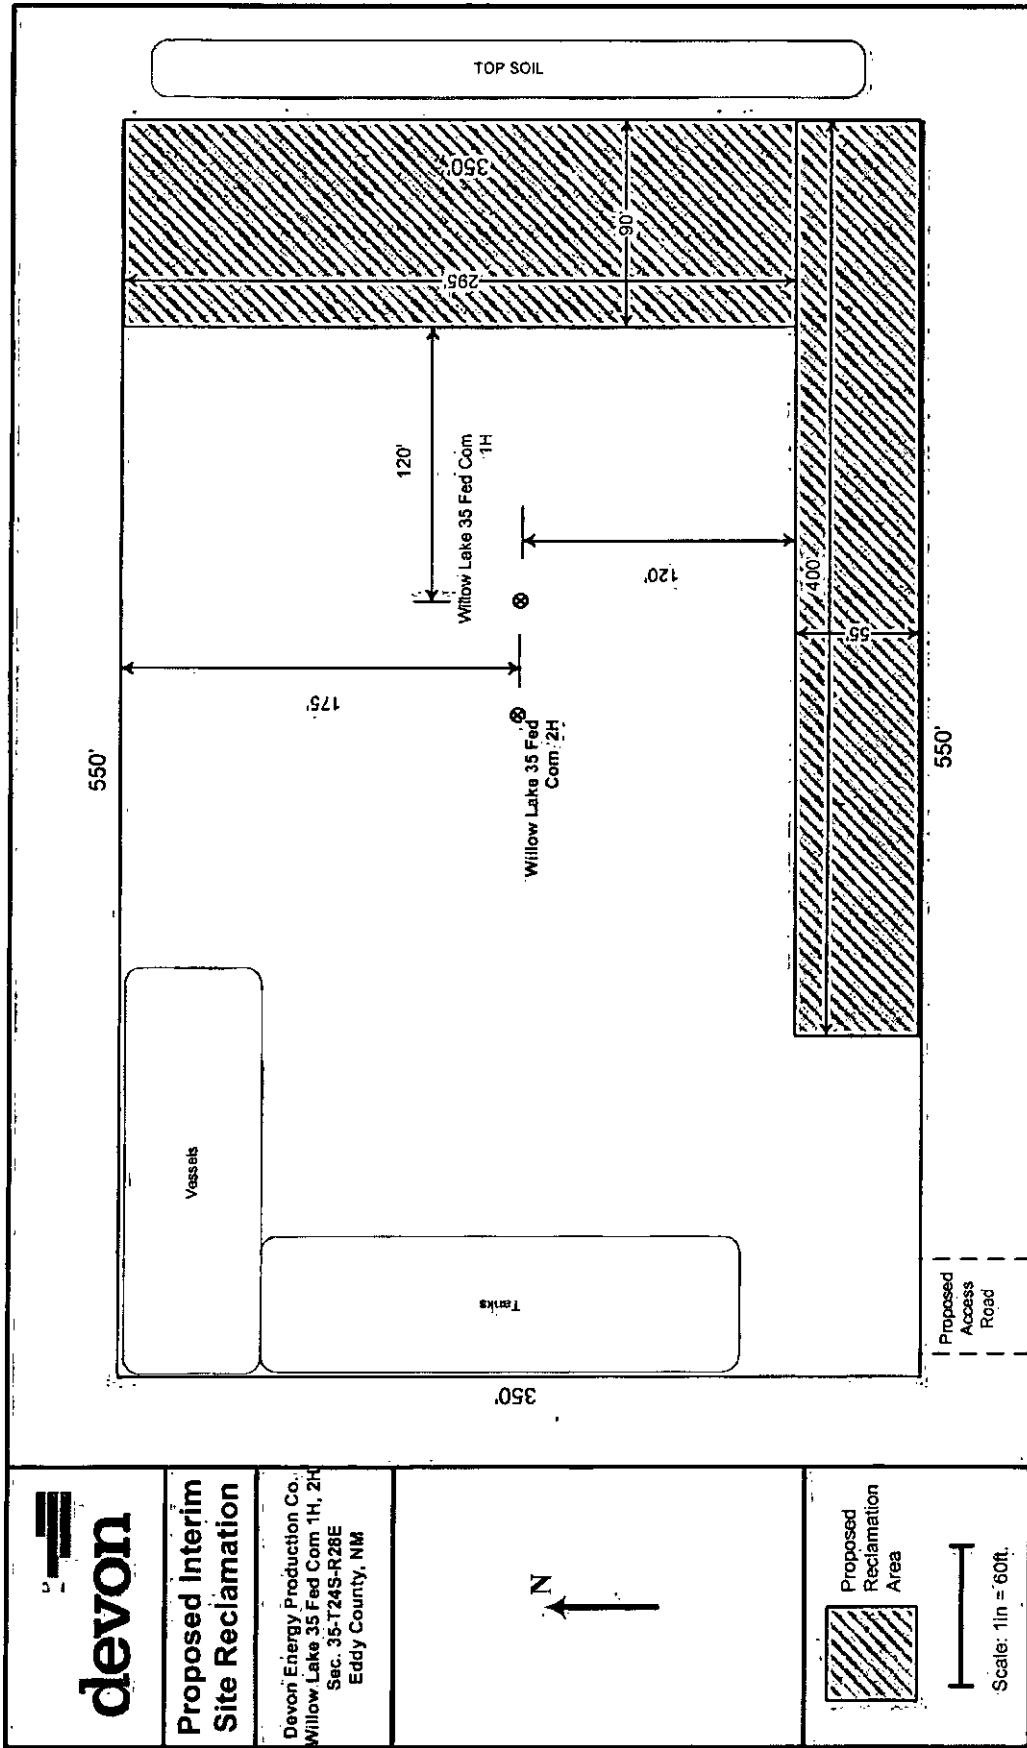 devon
Proposed Interim
Site Reclamation
Devon Energy Production Co.
Willow Lake 35 Fed Com 1H, 2H
Sec. 35-T24S-R28E
Eddy County, NM
N
Proposed
Reclamation
Area
Scale: 1in = 60ft.
550'
350'
Vessels
Tanks
Proposed
Access
Road
175'
Willow Lake 35 Fed
Com 2H
120'
Willow Lake 35 Fed Com
1H
120'
295'
350'
90'
400'
55'
550'
TOP SOIL